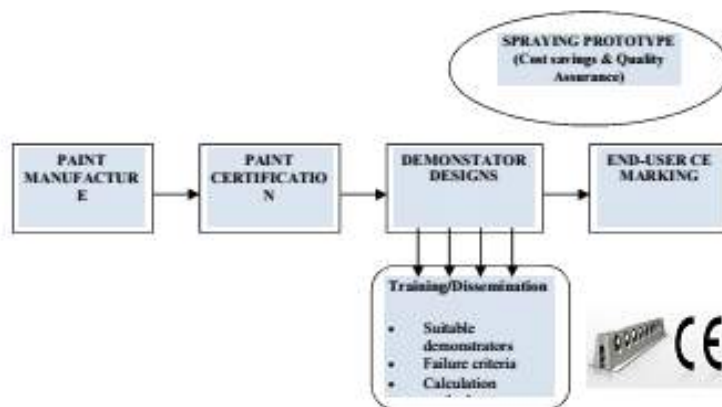 SPRAYING PROTOTYPE
(Cost savings & Quality
Assurance)
PAINT
MANUFACTUR
E
PAINT
CERTIFICATIO
N
DEMONSTATOR
DESIGNS
END-USER CE
MARKING
Training/Dissemination
• Suitable
demonstrators
• Failure criteria
• Calculation
CE